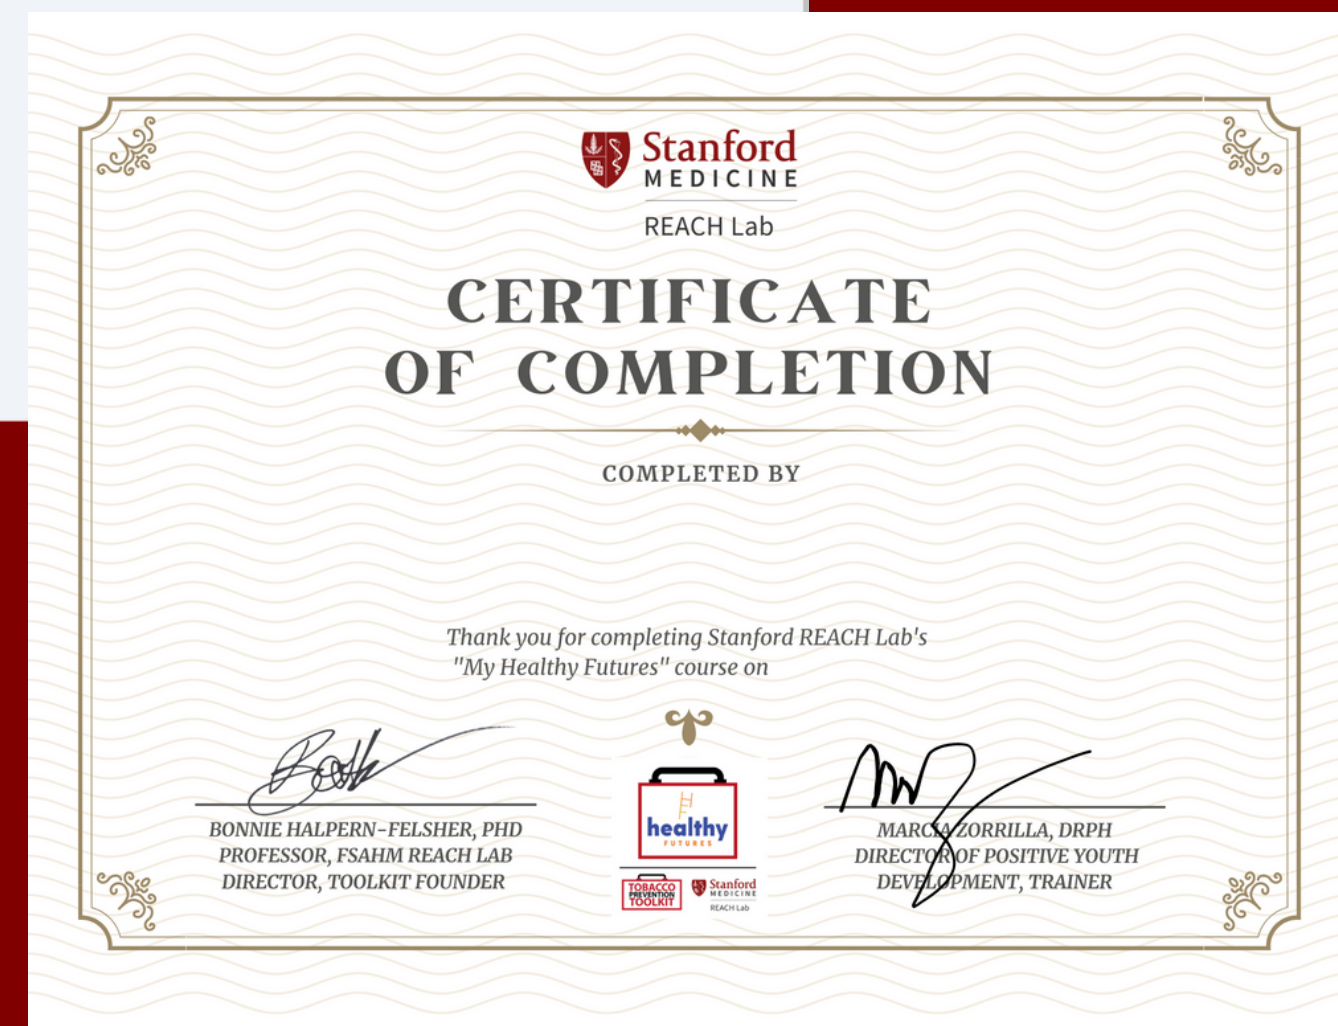 Stanford
MEDICINE
REACH Lab
CERTIFICATE
OF COMPLETION
COMPLETED BY
Thank you for completing Stanford REACH Lab's
"My Healthy Futures" course on
BONNIE HALPERN-FELSHER, PHD
PROFESSOR, FSAHM REACH LAB
DIRECTOR, TOOLKIT FOUNDER
healthy
FUTURES
TOBACCO
PREVENTION
TOOLKIT
Stanford
MEDICINE
REACH Lab
MARCIA ZORRILLA, DRPH
DIRECTOR OF POSITIVE YOUTH
DEVELOPMENT, TRAINER